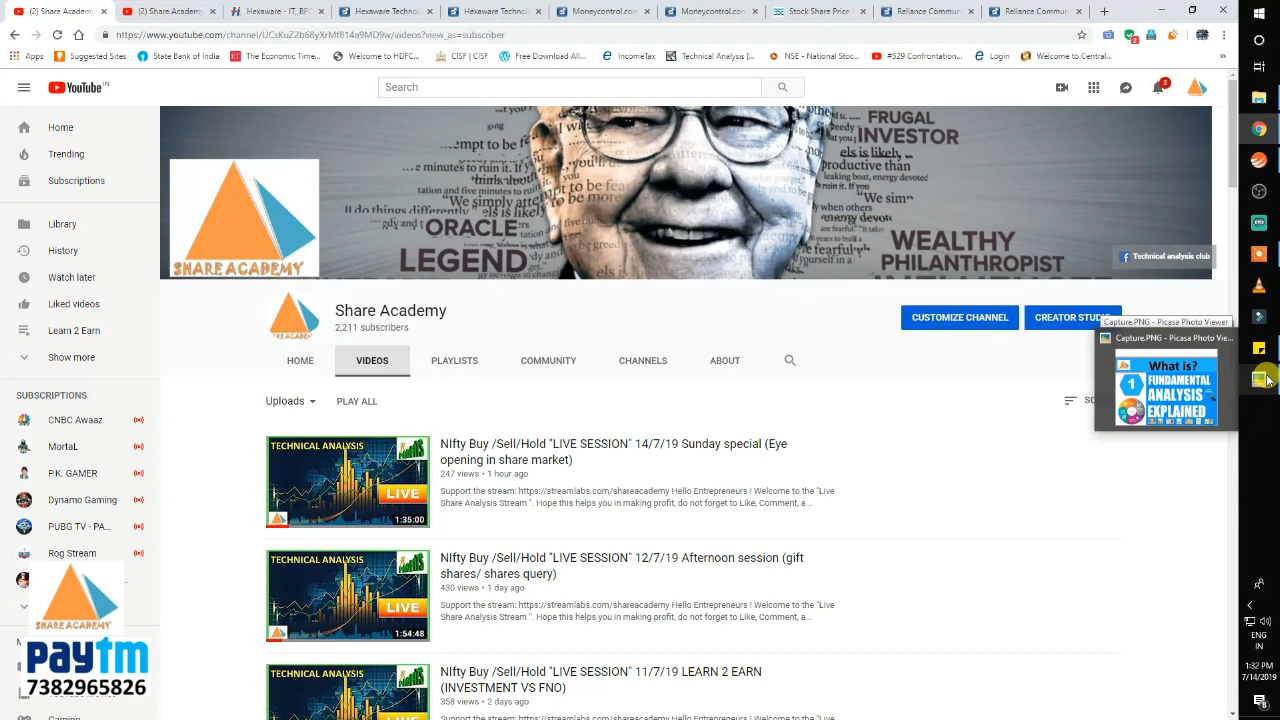 (2) Share Academy
(2) Share Academy
Hexaware - IT, BPO
Hexaware Technolo
Hexaware Technolo
Moneycontrol.com
Moneycontrol.com
Stock Share Price
Reliance Commun
Reliance Commun
https://www.youtube.com/channel/UCsKuZ2b68yXrMf814a9MD9w/videos?view_as=subscriber
Apps
Suggested Sites
State Bank of India
The Economic Time...
Welcome to HDFC...
CISF | CISF
Free Download All...
IncomeTax
Technical Analysis [...
NSE - National Stoc...
#529 Confrontation...
Login
Welcome to Central...
»
YouTube IN
Search
2
Home
Trending
Subscriptions
Library
History
Watch later
Liked videos
Learn 2 Earn
Show more
SUBSCRIPTIONS
CNBC Awaaz
MortaL
P.K. GAMER
Dynamo Gaming
PUBG TV - PA...
Rog Stream
SHARE ACADEMY
paytm
7382965826
FRUGAL
INVESTOR
ORACLE
LEGEND
WEALTHY
PHILANTHROPIST
SHARE ACADEMY
Technical analysis club
SHARE ACADEMY
Share Academy
2,211 subscribers
CUSTOMIZE CHANNEL
CREATOR STUDIO
HOME
VIDEOS
PLAYLISTS
COMMUNITY
CHANNELS
ABOUT
Uploads
PLAY ALL
SO
Capture.PNG - Picasa Photo Viewer
Capture.PNG - Picasa Photo Vie...
What is?
1
FUNDAMENTAL
ANALYSIS
EXPLAINED
TECHNICAL ANALYSIS
LIVE
1:35:00
NIfty Buy /Sell/Hold "LIVE SESSION" 14/7/19 Sunday special (Eye
opening in share market)
247 views • 1 hour ago
Support the stream: https://streamlabs.com/shareacademy Hello Entrepreneurs ! Welcome to the "Live
Share Analysis Stream ". Hope this helps you in making profit, do not forget to Like, Comment, a...
TECHNICAL ANALYSIS
LIVE
1:54:48
NIfty Buy /Sell/Hold "LIVE SESSION" 12/7/19 Afternoon session (gift
shares/ shares query)
430 views • 1 day ago
Support the stream: https://streamlabs.com/shareacademy Hello Entrepreneurs ! Welcome to the "Live
Share Analysis Stream ". Hope this helps you in making profit, do not forget to Like, Comment, a...
TECHNICAL ANALYSIS
LIVE
NIfty Buy /Sell/Hold "LIVE SESSION" 11/7/19 LEARN 2 EARN
(INVESTMENT VS FNO)
358 views • 2 days ago
ENG
IN
1:32 PM
7/14/2019
8